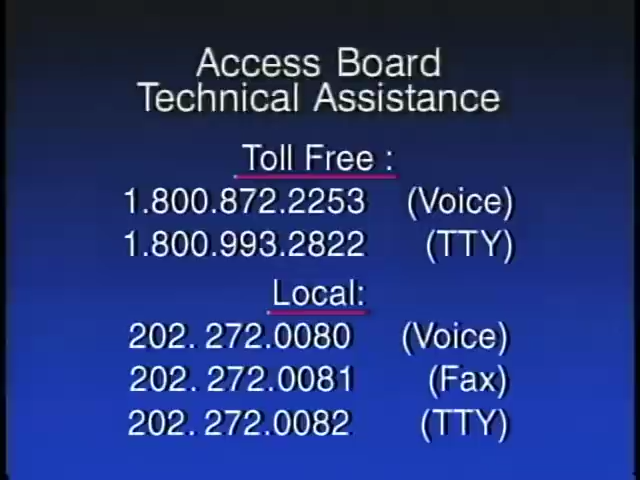 Access Board
Technical Assistance
Toll Free :
1.800.872.2253 (Voice)
1.800.993.2822 (TTY)
Local:
202. 272.0080 (Voice)
202. 272.0081 (Fax)
202. 272.0082 (TTY)